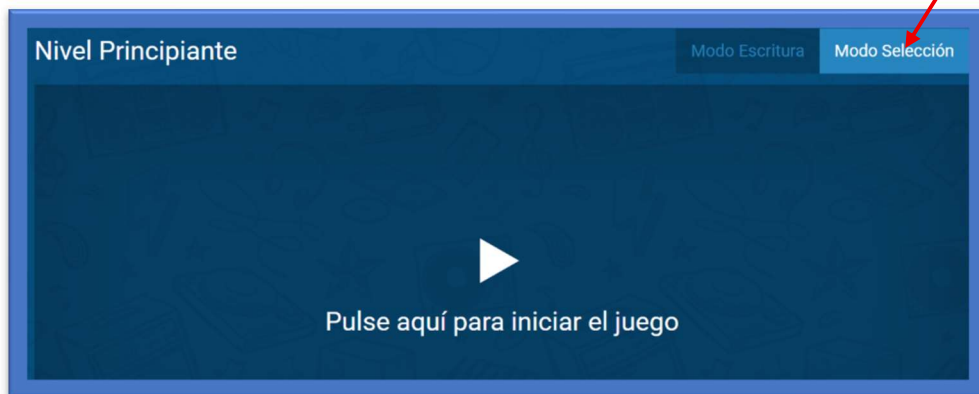 Nivel Principiante
Modo Escritura
Modo Selección
Pulse aquí para iniciar el juego